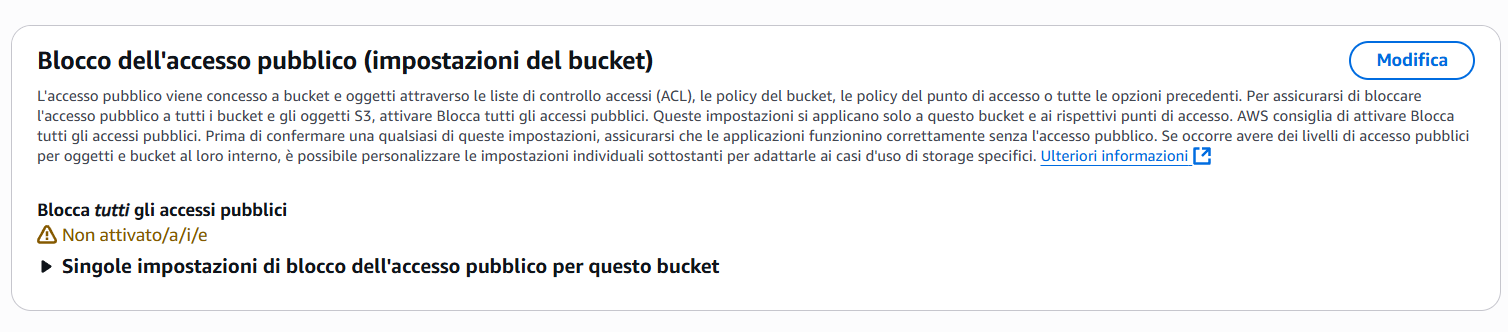 Blocco dell'accesso pubblico (impostazioni del bucket)
Modifica
L'accesso pubblico viene concesso a bucket e oggetti attraverso le liste di controllo accessi (ACL), le policy del bucket, le policy del punto di accesso o tutte le opzioni precedenti. Per assicurarsi di bloccare
l'accesso pubblico a tutti i bucket e gli oggetti S3, attivare Blocca tutti gli accessi pubblici. Queste impostazioni si applicano solo a questo bucket e ai rispettivi punti di accesso. AWS consiglia di attivare Blocca
tutti gli accessi pubblici. Prima di confermare una qualsiasi di queste impostazioni, assicurarsi che le applicazioni funzionino correttamente senza l'accesso pubblico. Se occorre avere dei livelli di accesso pubblici
per oggetti e bucket al loro interno, è possibile personalizzare le impostazioni individuali sottostanti per adattarle ai casi d'uso di storage specifici. Ulteriori informazioni
Blocca tutti gli accessi pubblici
Non attivato/a/i/e
Singole impostazioni di blocco dell'accesso pubblico per questo bucket